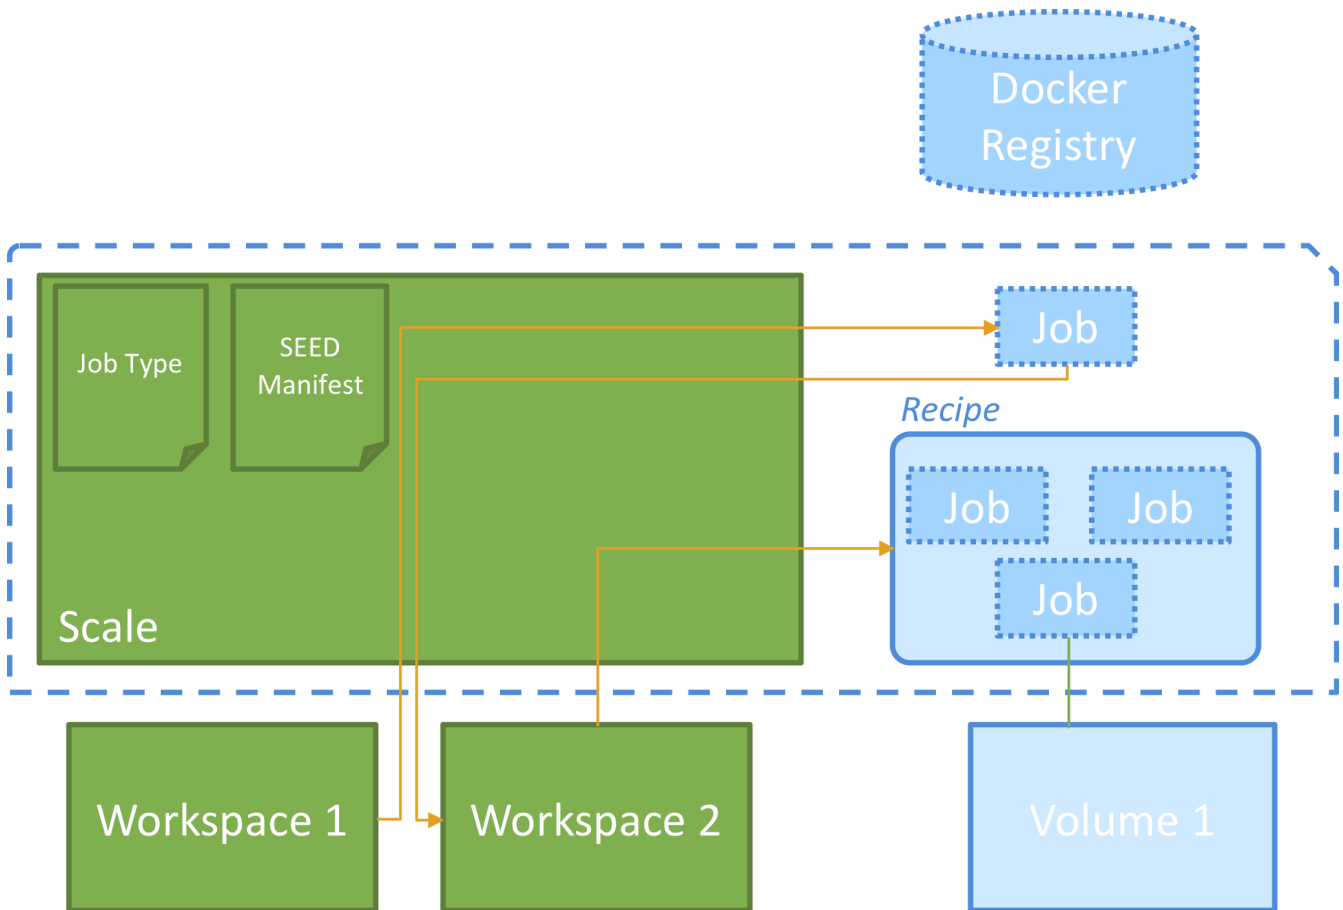 Docker
Registry
Job Type
SEED
Manifest
Job
Recipe
Job
Job
Job
Scale
Workspace 1
Workspace 2
Volume 1